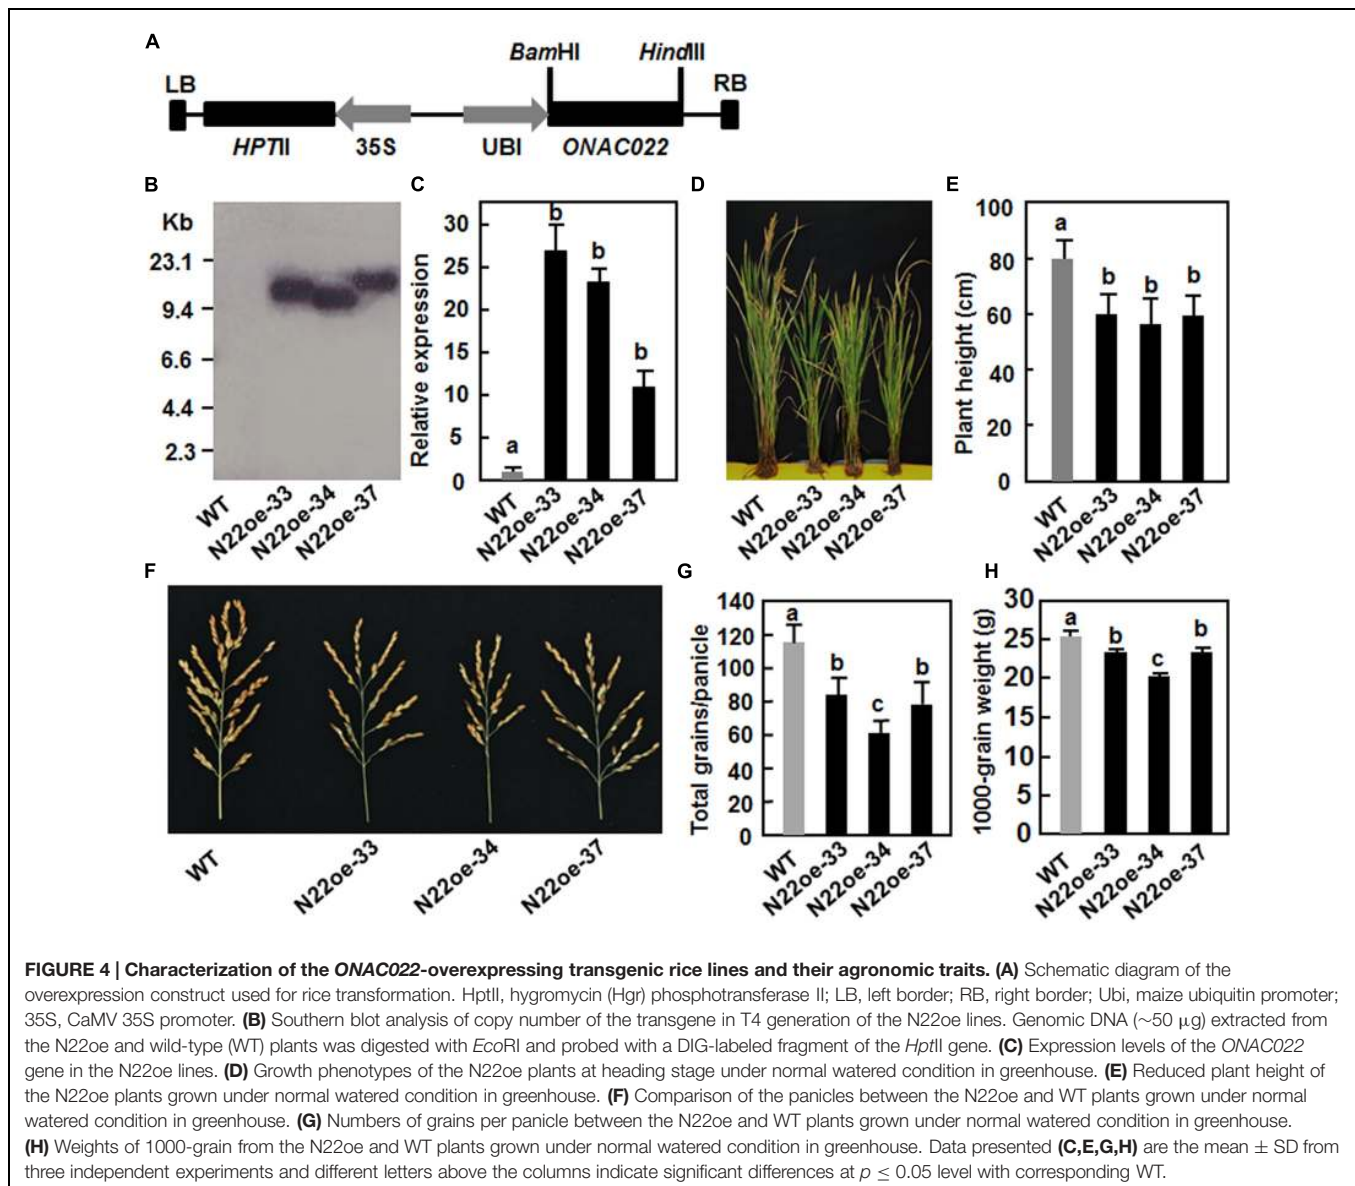 A
BamHI
HindIII
LB
RB
HPTII
35S
UBI
ONAC022
B
Kb
23.1
9.4
6.6
4.4
2.3
WT
N22oe-33
N22oe-34
N22oe-37
C
Relative expression
30
25
20
15
10
5
0
a
b
b
b
WT
N22oe-33
N22oe-34
N22oe-37
D
WT
N22oe-33
N22oe-34
N22oe-37
E
Plant height (cm)
100
80
60
40
20
0
a
b
b
b
WT
N22oe-33
N22oe-34
N22oe-37
F
WT
N22oe-33
N22oe-34
N22oe-37
G
Total grains/panicle
140
120
100
80
60
40
20
0
a
b
c
b
WT
N22oe-33
N22oe-34
N22oe-37
H
1000-grain weight (g)
30
25
20
15
10
5
0
a
b
c
b
WT
N22oe-33
N22oe-34
N22oe-37
FIGURE 4 | Characterization of the ONAC022-overexpressing transgenic rice lines and their agronomic traits. (A) Schematic diagram of the
overexpression construct used for rice transformation. HptII, hygromycin (Hgr) phosphotransferase II; LB, left border; RB, right border; Ubi, maize ubiquitin promoter;
35S, CaMV 35S promoter. (B) Southern blot analysis of copy number of the transgene in T4 generation of the N22oe lines. Genomic DNA (~50 μg) extracted from
the N22oe and wild-type (WT) plants was digested with EcoRI and probed with a DIG-labeled fragment of the HptII gene. (C) Expression levels of the ONAC022
gene in the N22oe lines. (D) Growth phenotypes of the N22oe plants at heading stage under normal watered condition in greenhouse. (E) Reduced plant height of
the N22oe plants grown under normal watered condition in greenhouse. (F) Comparison of the panicles between the N22oe and WT plants grown under normal
watered condition in greenhouse. (G) Numbers of grains per panicle between the N22oe and WT plants grown under normal watered condition in greenhouse.
(H) Weights of 1000-grain from the N22oe and WT plants grown under normal watered condition in greenhouse. Data presented (C,E,G,H) are the mean ± SD from
three independent experiments and different letters above the columns indicate significant differences at p ≤ 0.05 level with corresponding WT.